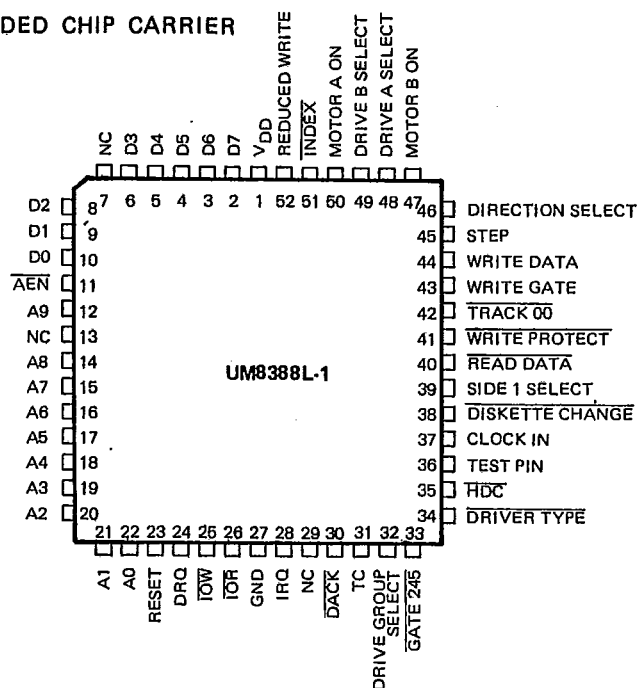 DED CHIP CARRIER
NC
D3
D4
D5
D6
D7
VDD
REDUCED WRITE
INDEX
MOTOR A ON
DRIVE B SELECT
DRIVE A SELECT
MOTOR B ON
7 6 5 4 3 2 1 52 51 50 49 48 47
D2 8
D1 9
D0 10
AEN 11
A9 12
NC 13
A8 14
A7 15
A6 16
A5 17
A4 18
A3 19
A2 20
UM8388L-1
46 DIRECTION SELECT
45 STEP
44 WRITE DATA
43 WRITE GATE
42 TRACK 00
41 WRITE PROTECT
40 READ DATA
39 SIDE 1 SELECT
38 DISKETTE CHANGE
37 CLOCK IN
36 TEST PIN
35 HDC
34 DRIVER TYPE
21 22 23 24 25 26 27 28 29 30 31 32 33
A1
A0
RESET
DRQ
IOW
IOR
GND
IRQ
NC
DACK
TC
DRIVE GROUP
SELECT
GATE 245